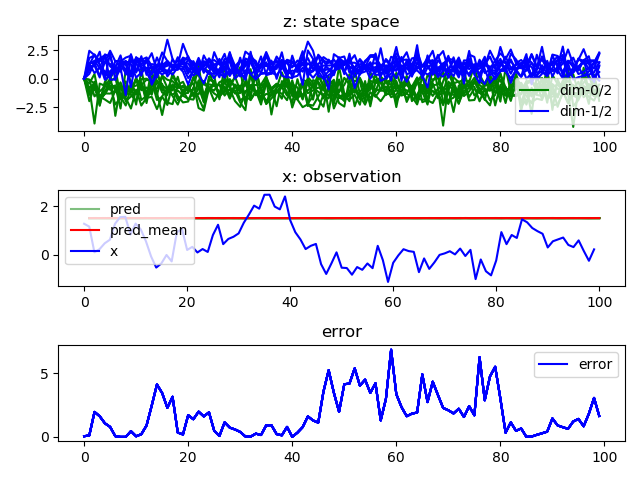 z: state space
2.5
0.0
−2.5
dim-0/2
dim-1/2
0 20 40 60 80 100
x: observation
2
0
pred
pred_mean
x
0 20 40 60 80 100
error
5
0
error
0 20 40 60 80 100